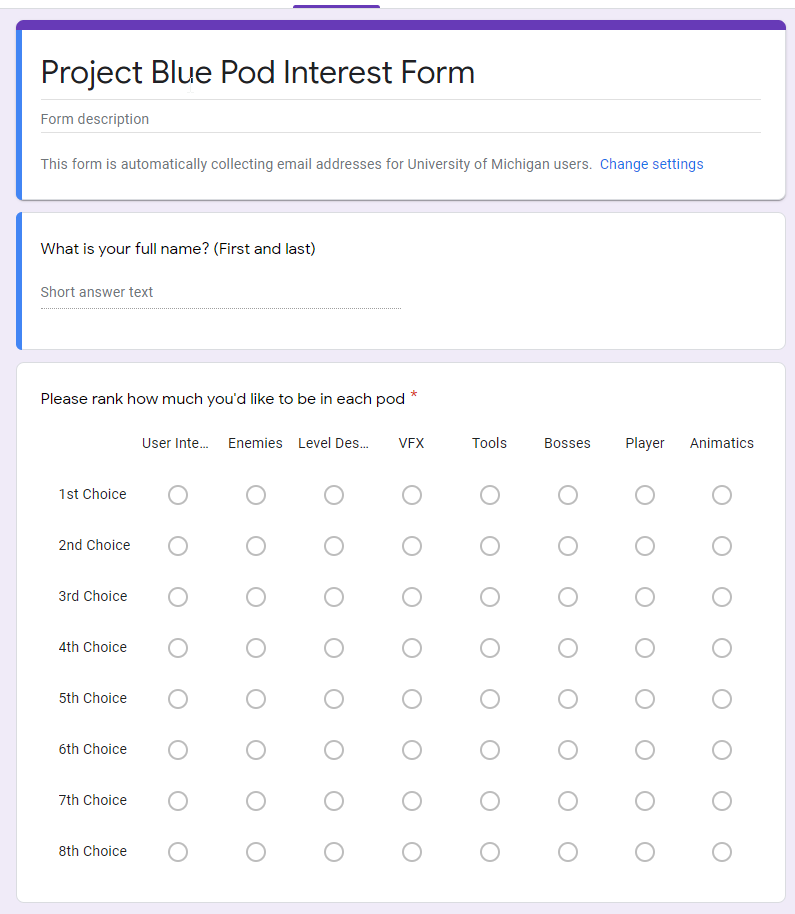 Project Blue Pod Interest Form
Form description
This form is automatically collecting email addresses for University of Michigan users. Change settings
What is your full name? (First and last)
Short answer text
Please rank how much you'd like to be in each pod *
User Inte... Enemies Level Des... VFX Tools Bosses Player Animatics
1st Choice
2nd Choice
3rd Choice
4th Choice
5th Choice
6th Choice
7th Choice
8th Choice